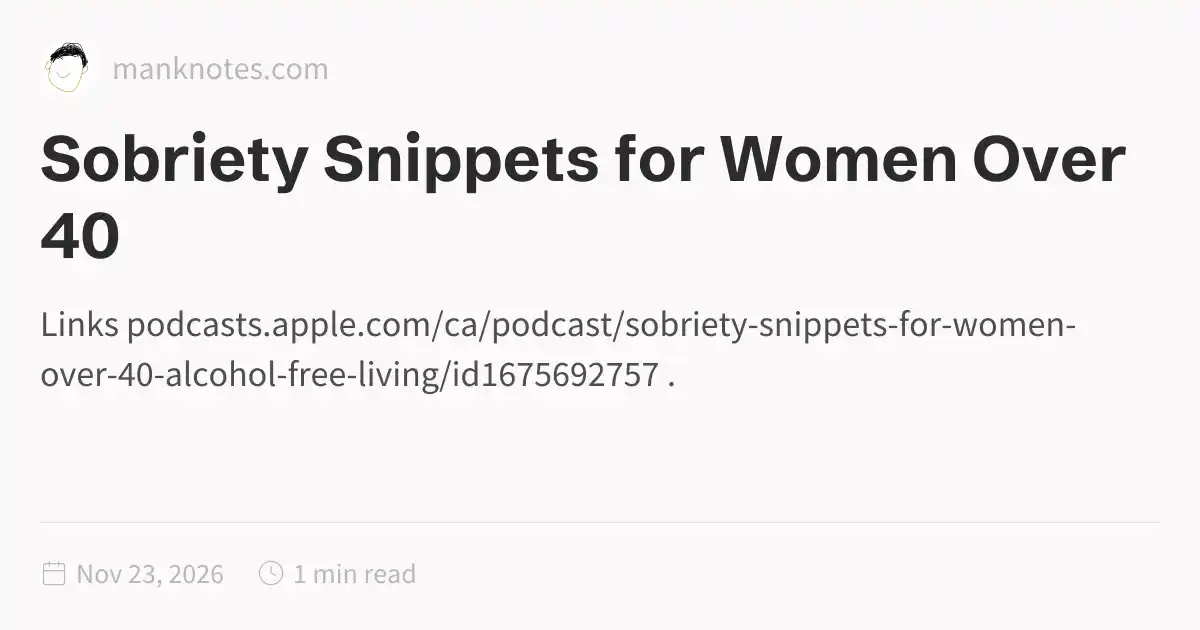 manknotes.com
Sobriety Snippets for Women Over
40
Links podcasts.apple.com/ca/podcast/sobriety-snippets-for-women-
over-40-alcohol-free-living/id1675692757 .
Nov 23, 2026 1 min read